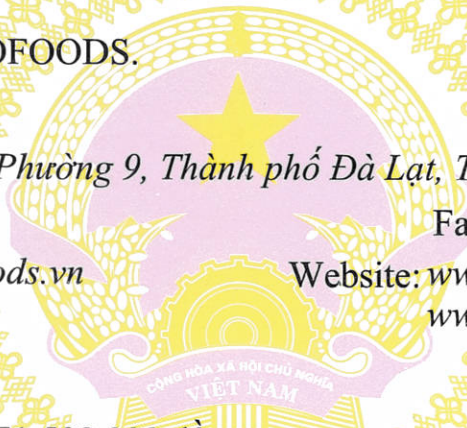 OFOODS.
Phường 9, Thành phố Đà Lạt, T
Fa
ods.vn Website: ww
ww
CỘNG HÒA XÃ HỘI CHỦ NGHĨA
VIỆT NAM